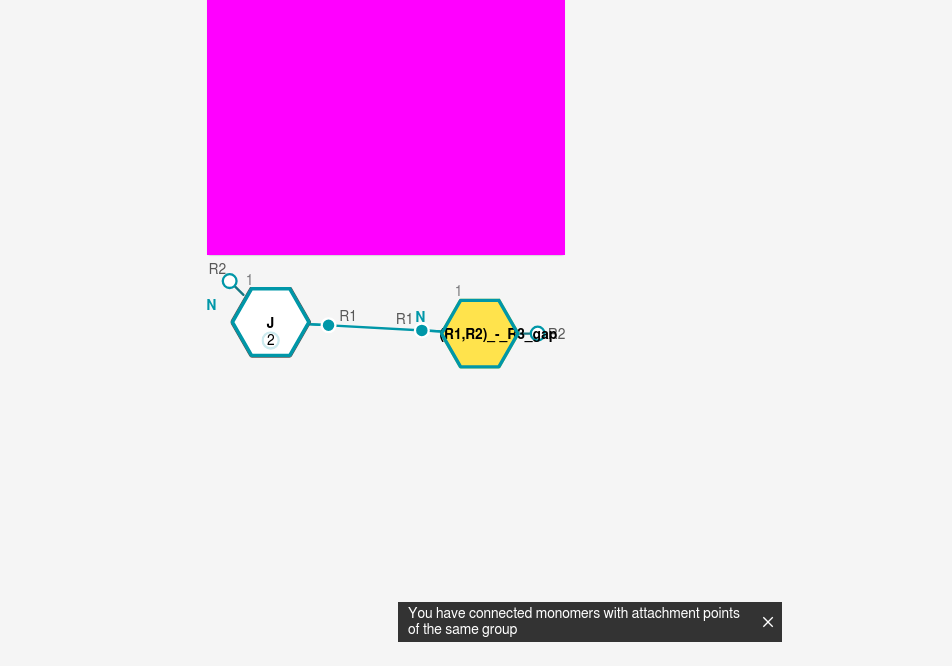 R2
1
N
J
2
R1
R1
N
1
(R1,R2)_-_R3_gap
R2
You have connected monomers with attachment points
of the same group